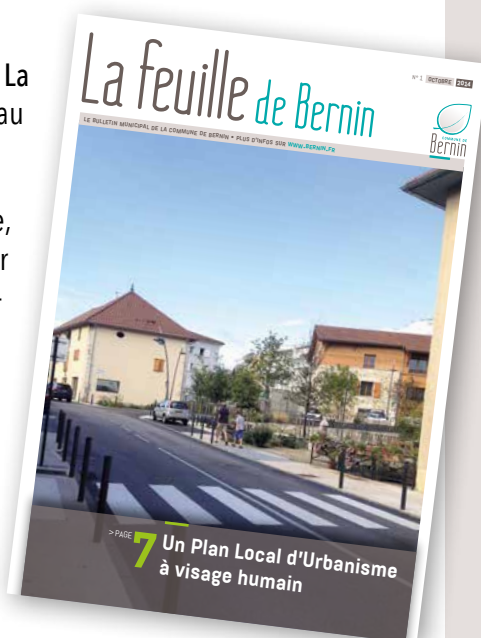 La
au
e,
r
N° 1 OCTOBRE 2014
La feuille de Bernin
COMMUNE DE
Bernin
LE BULLETIN MUNICIPAL DE LA COMMUNE DE BERNIN • PLUS D'INFOS SUR WWW.BERNIN.FR
> PAGE 7 Un Plan Local d'Urbanisme
à visage humain